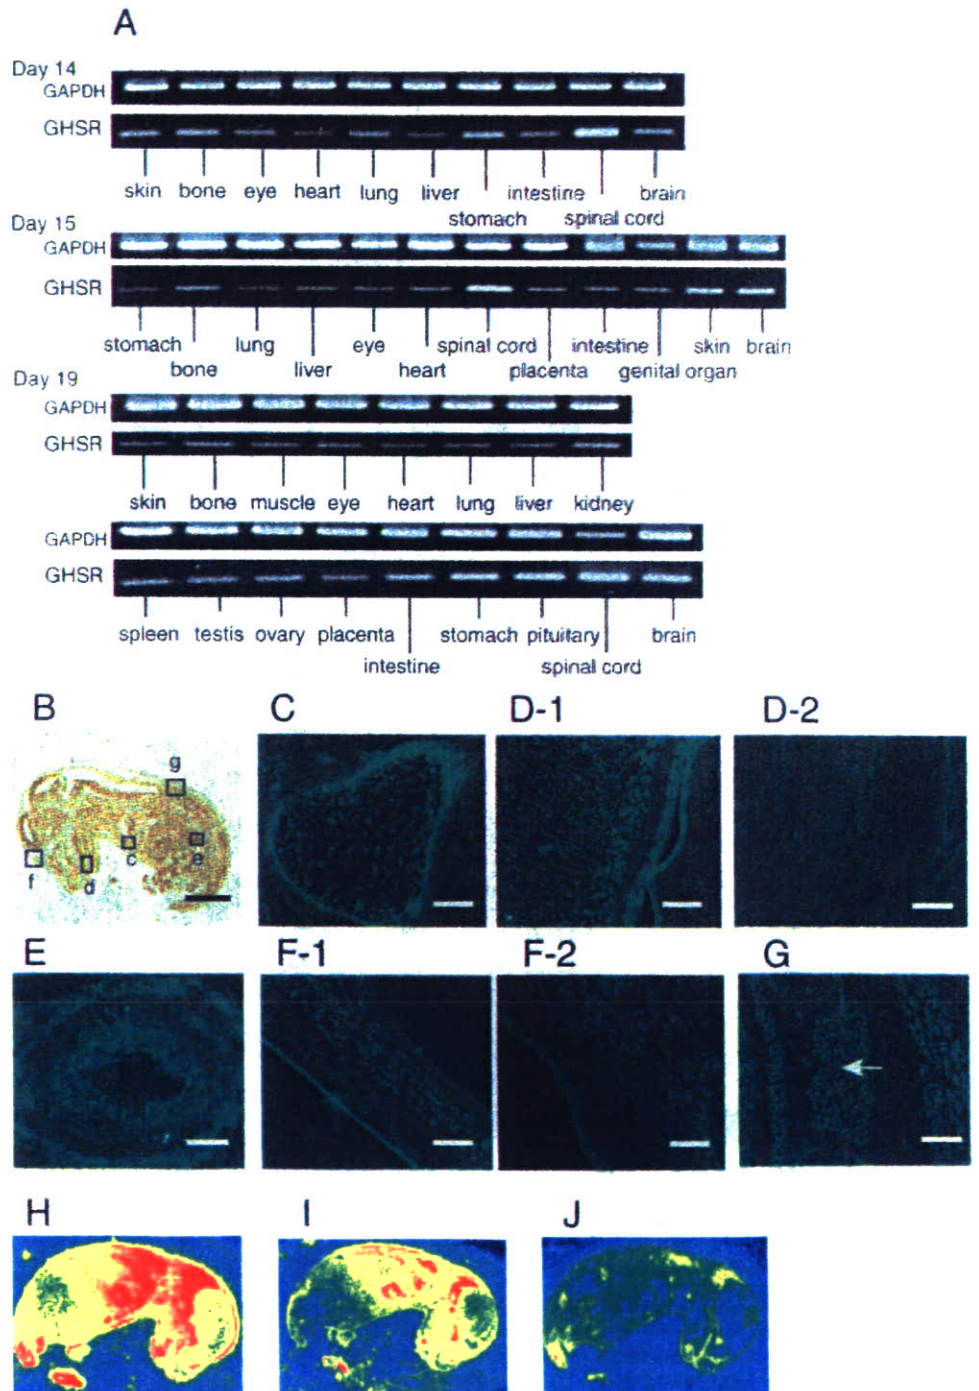 A
Day 14
GAPDH
GHSR
skin bone eye heart lung liver intestine brain
stomach spinal cord
Day 15
GAPDH
GHSR
stomach lung eye spinal cord intestine skin brain
bone liver heart placenta genital organ
Day 19
GAPDH
GHSR
skin bone muscle eye heart lung liver kidney
GAPDH
GHSR
spleen testis ovary placenta stomach pituitary brain
intestine spinal cord
B C D-1 D-2
g
c e
f d
E F-1 F-2 G
H I J